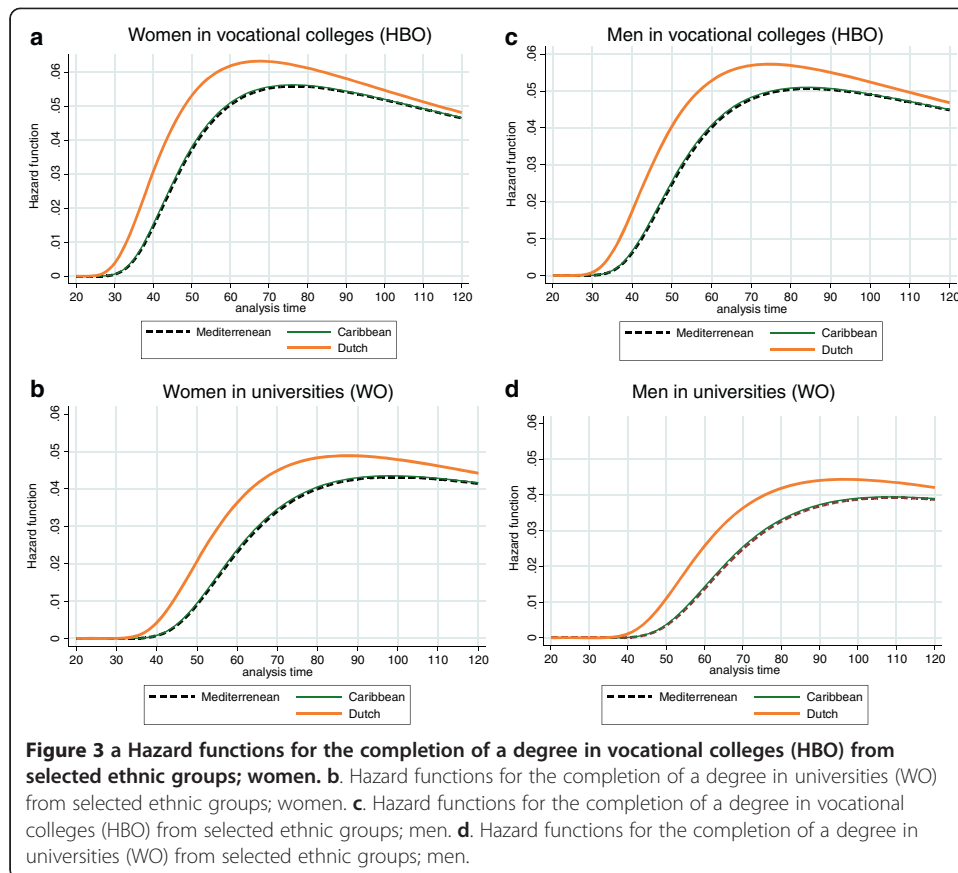 a
Women in vocational colleges (HBO)
Hazard function
0 .01 .02 .03 .04 .05 .06
20 30 40 50 60 70 80 90 100 110 120
analysis time
Mediterrenean Caribbean
Dutch
c
Men in vocational colleges (HBO)
Hazard function
0 .01 .02 .03 .04 .05 .06
20 30 40 50 60 70 80 90 100 110 120
analysis time
Mediterrenean Caribbean
Dutch
b
Women in universities (WO)
Hazard function
0 .01 .02 .03 .04 .05 .06
20 30 40 50 60 70 80 90 100 110 120
analysis time
Mediterrenean Caribbean
Dutch
d
Men in universities (WO)
Hazard function
0 .01 .02 .03 .04 .05 .06
20 30 40 50 60 70 80 90 100 110 120
analysis time
Mediterrenean Caribbean
Dutch
Figure 3 a Hazard functions for the completion of a degree in vocational colleges (HBO) from
selected ethnic groups; women. b. Hazard functions for the completion of a degree in universities (WO)
from selected ethnic groups; women. c. Hazard functions for the completion of a degree in vocational
colleges (HBO) from selected ethnic groups; men. d. Hazard functions for the completion of a degree in
universities (WO) from selected ethnic groups; men.